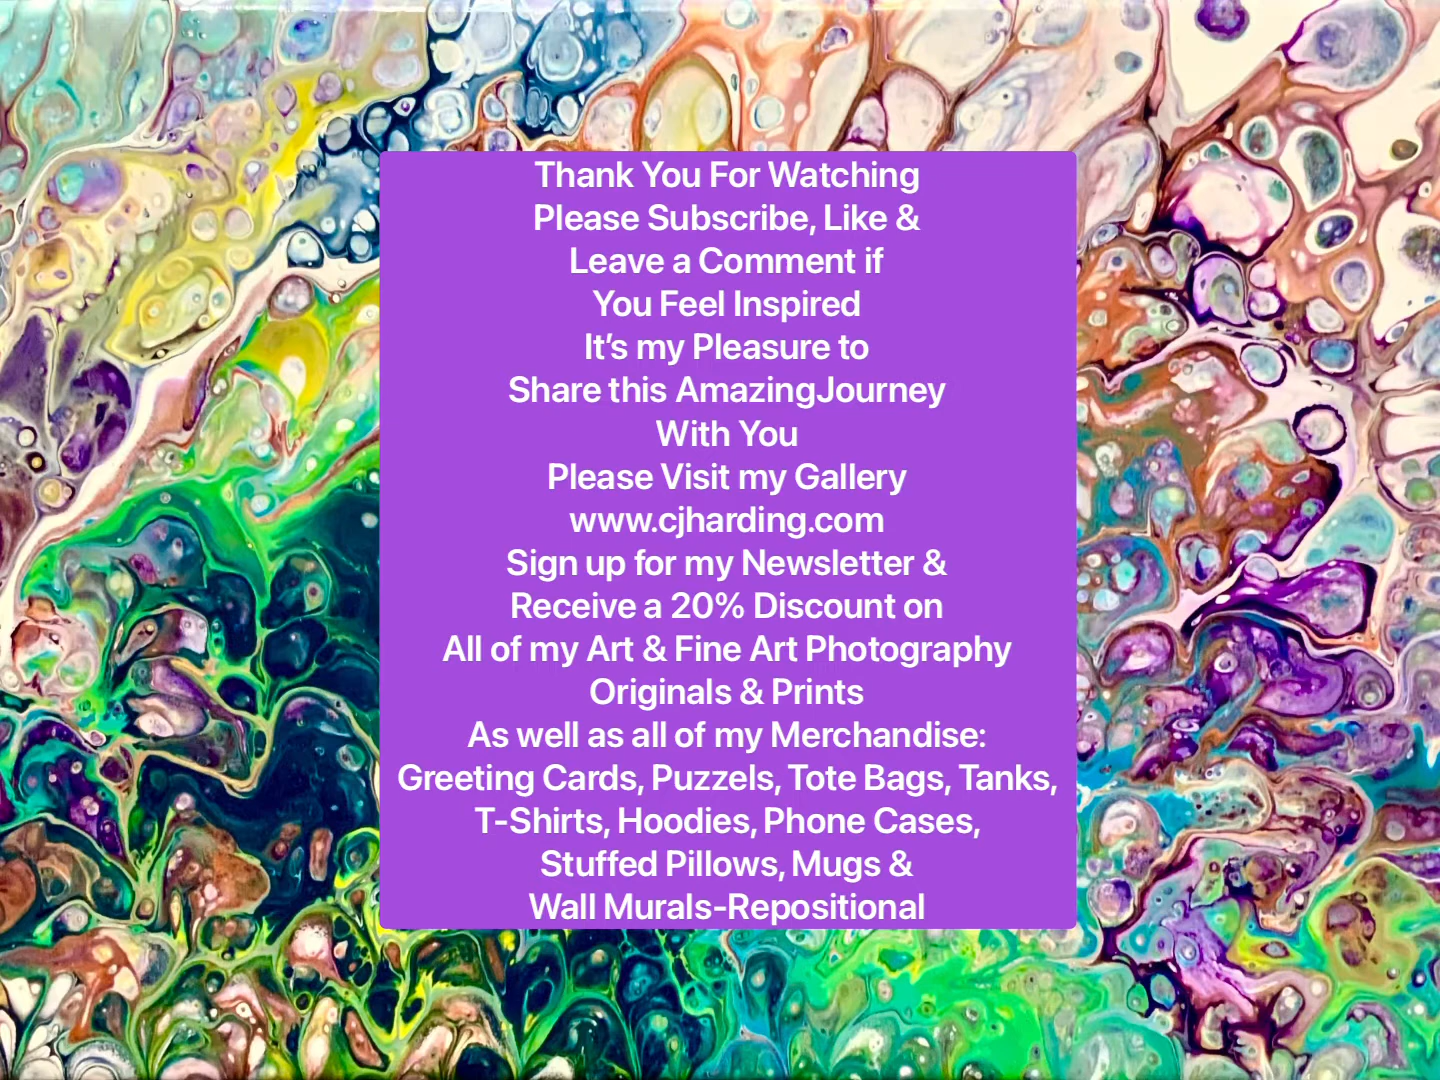 Thank You For Watching
Please Subscribe, Like &
Leave a Comment if
You Feel Inspired
It’s my Pleasure to
Share this AmazingJourney
With You
Please Visit my Gallery
www.cjharding.com
Sign up for my Newsletter &
Receive a 20% Discount on
All of my Art & Fine Art Photography
Originals & Prints
As well as all of my Merchandise:
Greeting Cards, Puzzels, Tote Bags, Tanks,
T-Shirts, Hoodies, Phone Cases,
Stuffed Pillows, Mugs &
Wall Murals-Repositional